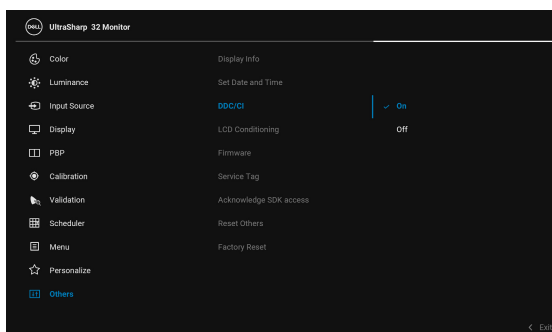 DELL UltraSharp 32 Monitor
Color Display Info
Luminance Set Date and Time
Input Source DDC/CI On
Display LCD Conditioning Off
PBP Firmware
Calibration Service Tag
Validation Acknowledge SDK access
Scheduler Reset Others
Menu Factory Reset
Personalize
Others
Exit